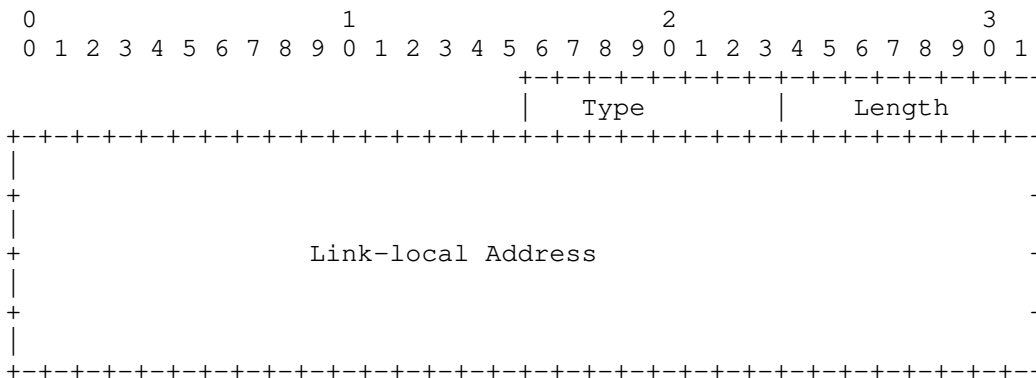 0                   1                   2                   3
 0 1 2 3 4 5 6 7 8 9 0 1 2 3 4 5 6 7 8 9 0 1 2 3 4 5 6 7 8 9 0 1
                                +-+-+-+-+-+-+-+-+-+-+-+-+-+-+-+-
                                |   Type        |    Length
+-+-+-+-+-+-+-+-+-+-+-+-+-+-+-+-+-+-+-+-+-+-+-+-+-+-+-+-+-+-+-+-
|
+                                                               -
|
+                  Link-local Address                           -
|
+                                                               -
|
+-+-+-+-+-+-+-+-+-+-+-+-+-+-+-+-+-+-+-+-+-+-+-+-+-+-+-+-+-+-+-+-